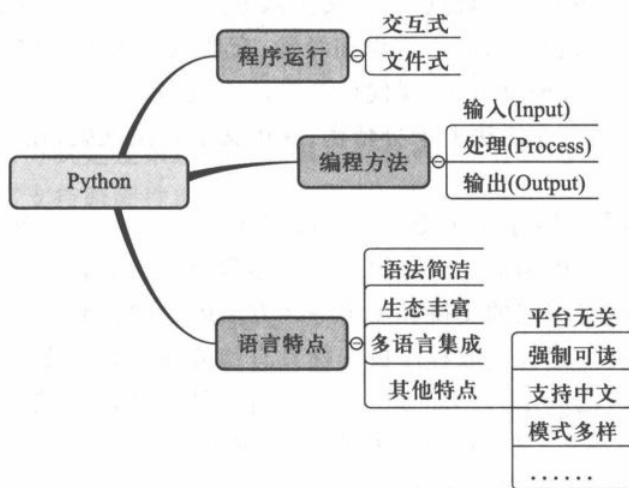 Python
程序运行
交互式
文件式
编程方法
输入(Input)
处理(Process)
输出(Output)
语言特点
语法简洁
生态丰富
多语言集成
其他特点
平台无关
强制可读
支持中文
模式多样
......